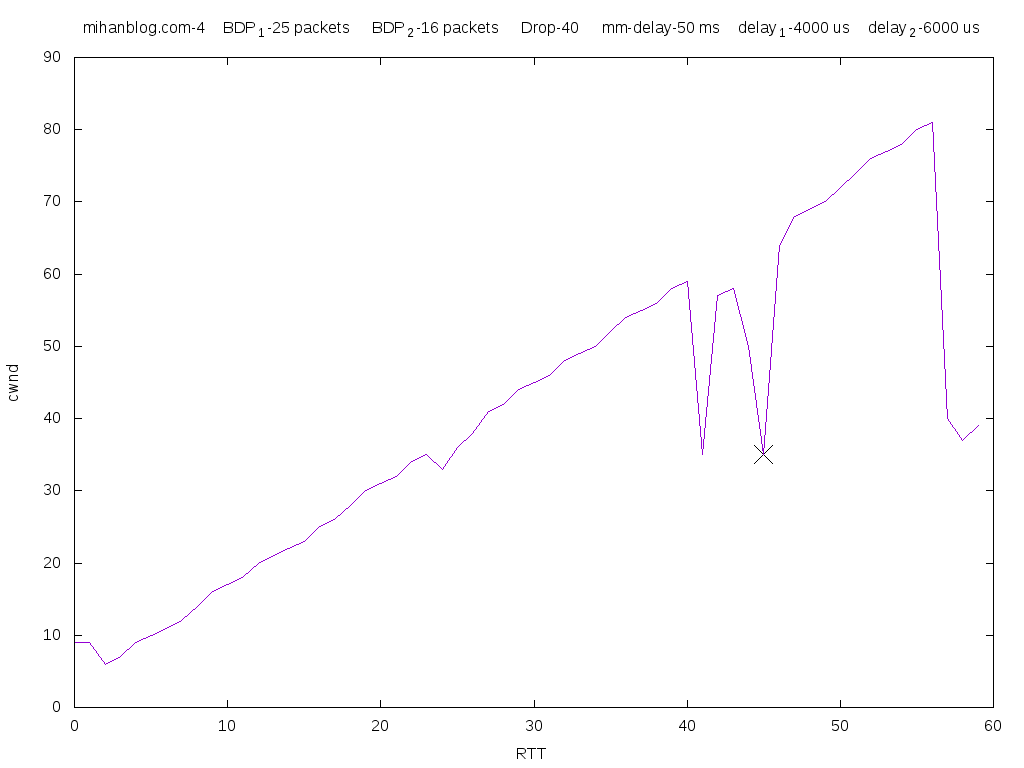 mihanblog.com-4 BDP1-25 packets BDP2-16 packets Drop-40 mm-delay-50 ms delay1-4000 us delay2-6000 us
90
80
70
60
50
40
30
20
10
0
cwnd
0 10 20 30 40 50 60
RTT